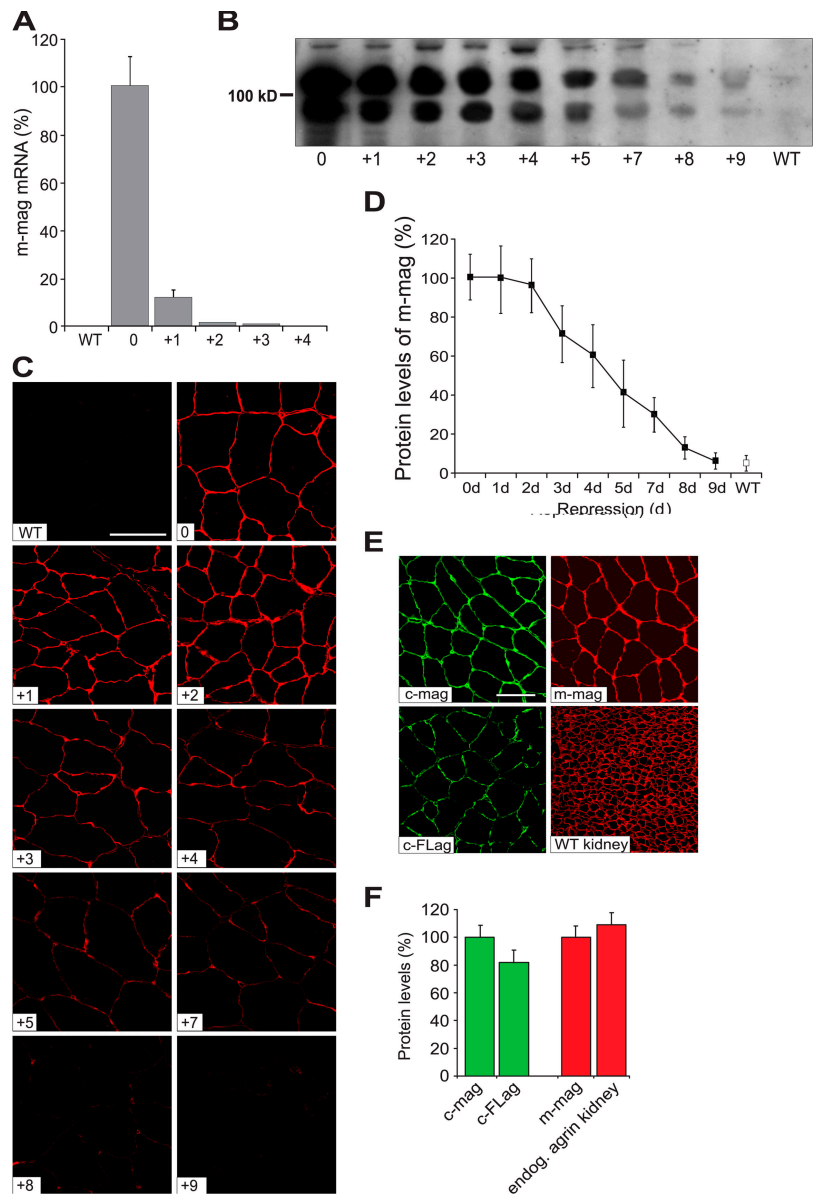 A
120
100
80
60
40
20
0
m-mag mRNA (%)
WT 0 +1 +2 +3 +4
B
100 kD
0 +1 +2 +3 +4 +5 +7 +8 +9 WT
C
WT
0
+1
+2
+3
+4
+5
+7
+8
+9
D
Protein levels of m-mag (%)
120
100
80
60
40
20
0
0d 1d 2d 3d 4d 5d 7d 8d 9d WT
Repression (d)
E
c-mag
m-mag
c-FLag
WT kidney
F
Protein levels (%)
120
100
80
60
40
20
0
c-mag
c-FLag
m-mag
endog. agrin kidney